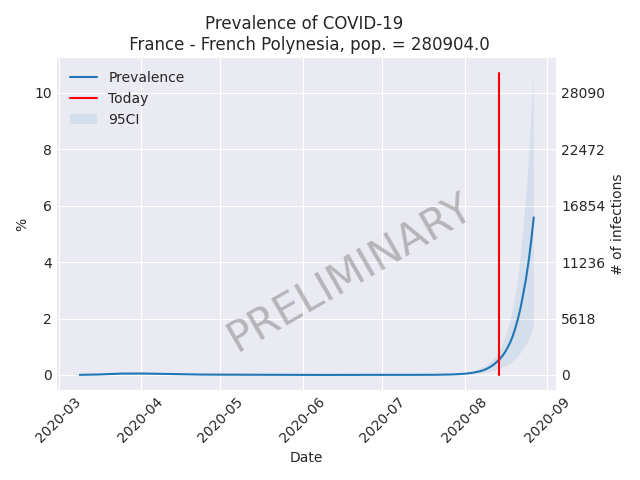 Prevalence of COVID-19
France - French Polynesia, pop. = 280904.0
Prevalence
Today
95CI
10
8
6
4
2
0
%
28090
22472
16854
11236
5618
0
# of infections
PRELIMINARY
2020-03
2020-04
2020-05
2020-06
2020-07
2020-08
2020-09
Date